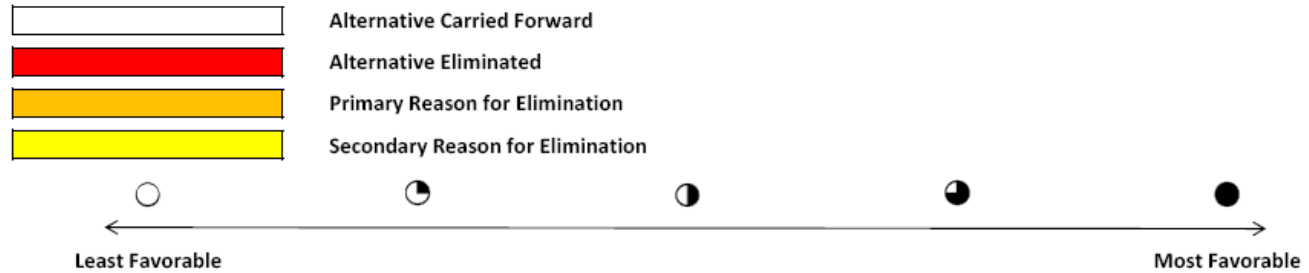 Alternative Carried Forward
Alternative Eliminated
Primary Reason for Elimination
Secondary Reason for Elimination
Least Favorable Most Favorable